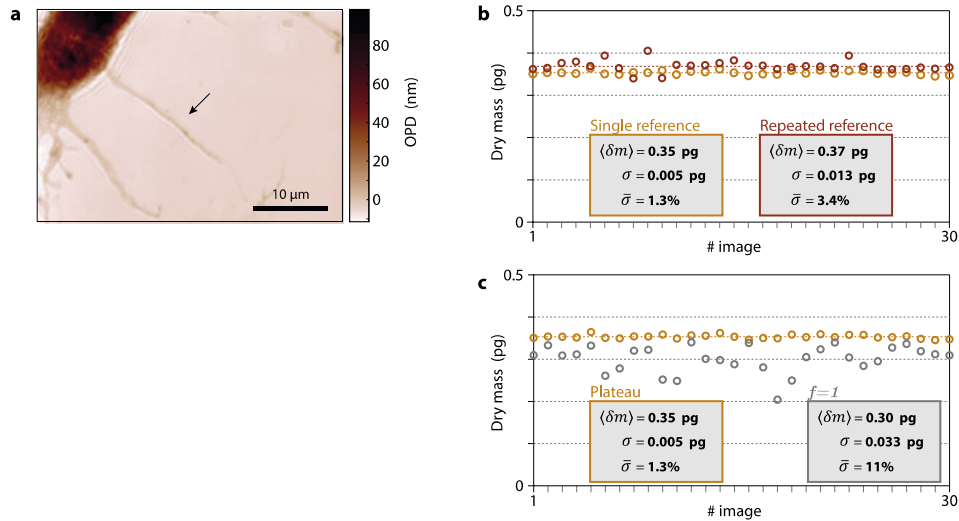 a
80
60
40
20
0
OPD (nm)
10 µm
b
0.5
Dry mass (pg)
0
Single reference
⟨δm⟩ = 0.35 pg
σ = 0.005 pg
σ̄ = 1.3%
Repeated reference
⟨δm⟩ = 0.37 pg
σ = 0.013 pg
σ̄ = 3.4%
1
# image
30
c
0.5
Dry mass (pg)
0
Plateau
⟨δm⟩ = 0.35 pg
σ = 0.005 pg
σ̄ = 1.3%
f=1
⟨δm⟩ = 0.30 pg
σ = 0.033 pg
σ̄ = 11%
1
# image
30